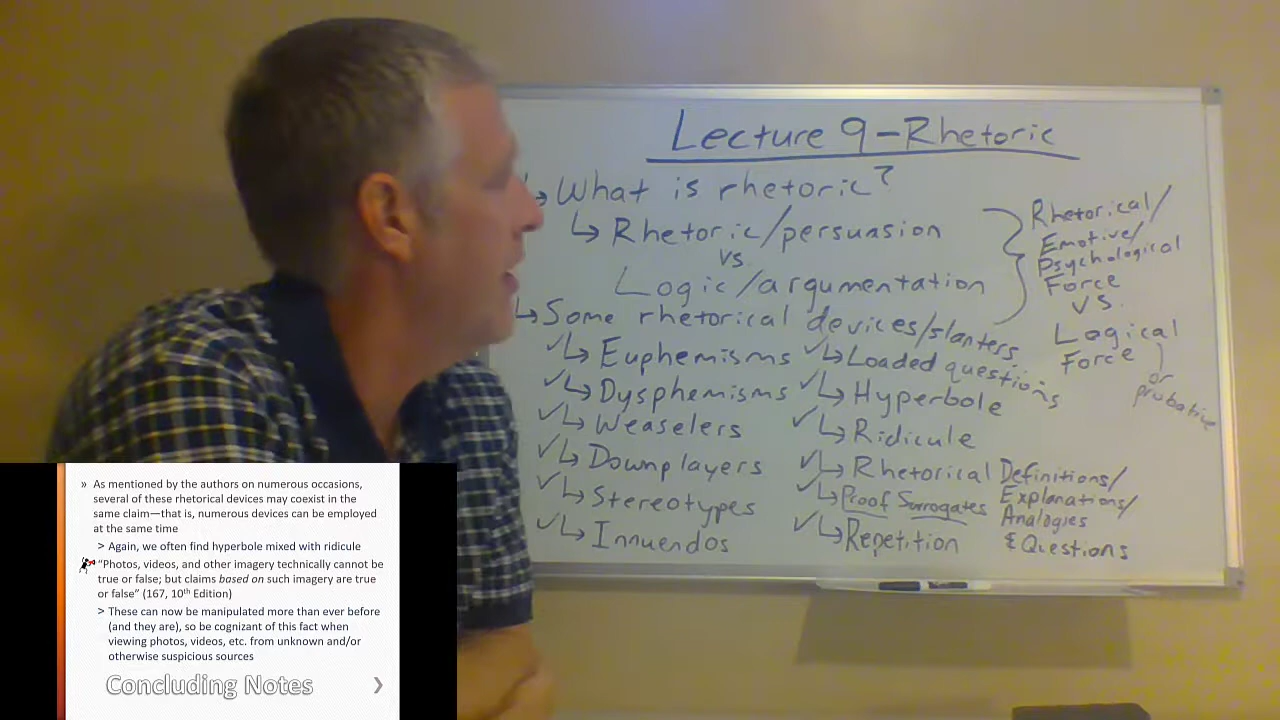 Lecture 9-Rhetoric
↳ What is rhetoric?
↳ Rhetoric/persuasion
vs.
Logic/argumentation
Rhetorical/
Emotive/
Psychological
Force
vs.
Logical
Force
or
probative
↳ Some rhetorical devices/slanters
✓↳ Euphemisms
✓↳ Dysphemisms
✓↳ Weaselers
✓↳ Downplayers
✓↳ Stereotypes
✓↳ Innuendos
✓↳ Loaded questions
✓↳ Hyperbole
✓↳ Ridicule
✓↳ Rhetorical Definitions/
Explanations/
Analogies
& Questions
✓↳ Proof Surrogates
✓↳ Repetition
» As mentioned by the authors on numerous occasions,
several of these rhetorical devices may coexist in the
same claim—that is, numerous devices can be employed
at the same time
> Again, we often find hyperbole mixed with ridicule
"Photos, videos, and other imagery technically cannot be
true or false; but claims based on such imagery are true
or false" (167, 10th Edition)
> These can now be manipulated more than ever before
(and they are), so be cognizant of this fact when
viewing photos, videos, etc. from unknown and/or
otherwise suspicious sources
Concluding Notes